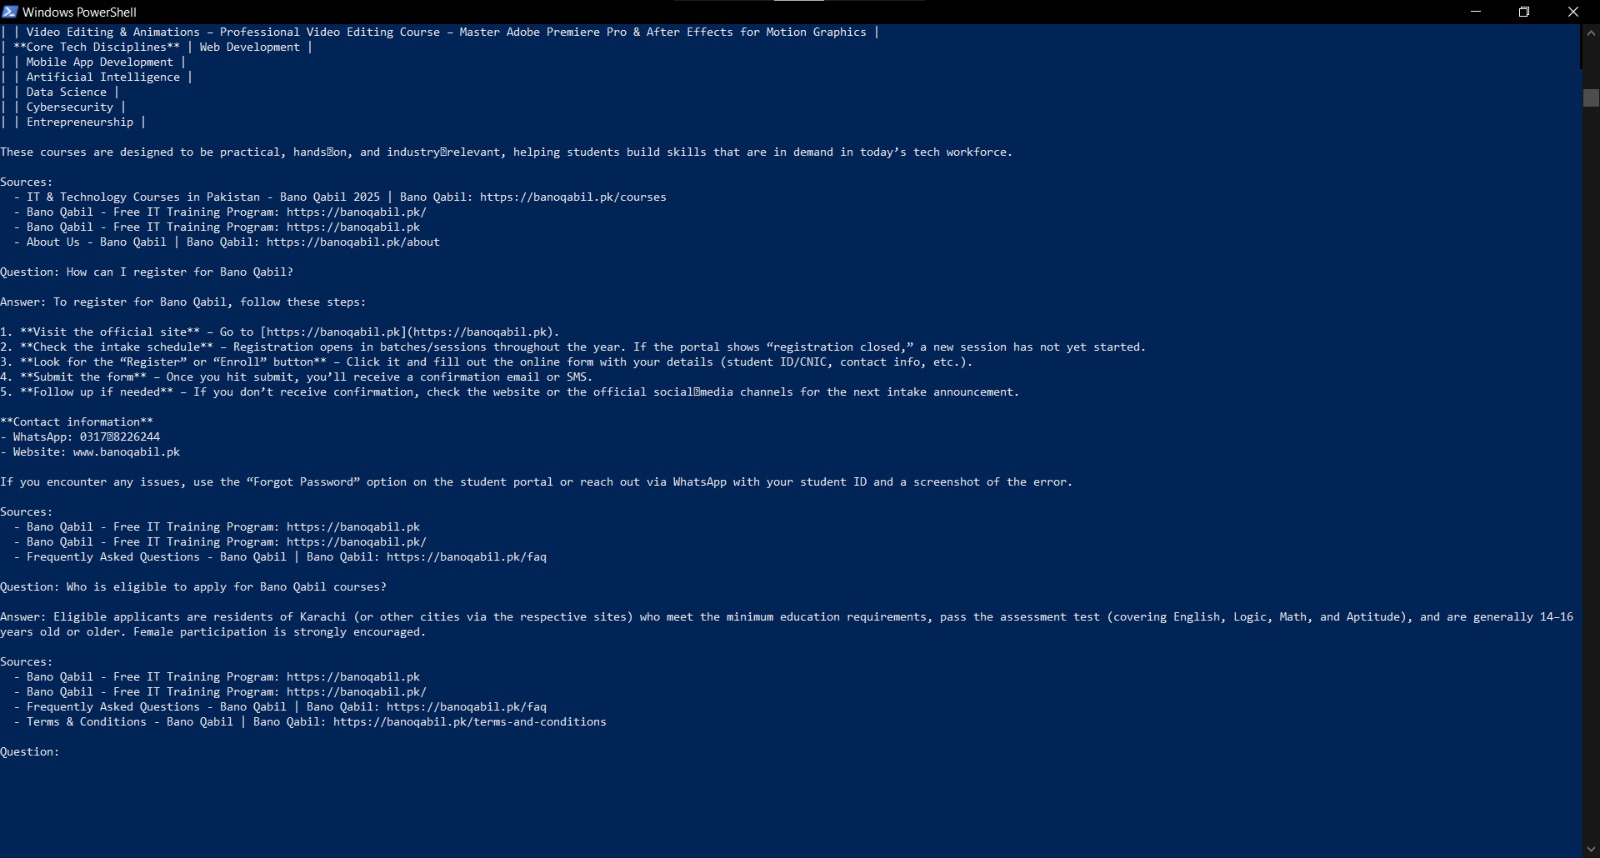 Windows PowerShell
| | Video Editing & Animations – Professional Video Editing Course – Master Adobe Premiere Pro & After Effects for Motion Graphics |
| **Core Tech Disciplines** | Web Development |
| | Mobile App Development |
| | Artificial Intelligence |
| | Data Science |
| | Cybersecurity |
| | Entrepreneurship |
These courses are designed to be practical, hands�on, and industry�relevant, helping students build skills that are in demand in today’s tech workforce.
Sources:
- IT & Technology Courses in Pakistan - Bano Qabil 2025 | Bano Qabil: https://banoqabil.pk/courses
- Bano Qabil - Free IT Training Program: https://banoqabil.pk/
- Bano Qabil - Free IT Training Program: https://banoqabil.pk
- About Us - Bano Qabil | Bano Qabil: https://banoqabil.pk/about
Question: How can I register for Bano Qabil?
Answer: To register for Bano Qabil, follow these steps:
1. **Visit the official site** – Go to [https://banoqabil.pk](https://banoqabil.pk).
2. **Check the intake schedule** – Registration opens in batches/sessions throughout the year. If the portal shows “registration closed,” a new session has not yet started.
3. **Look for the “Register” or “Enroll” button** – Click it and fill out the online form with your details (student ID/CNIC, contact info, etc.).
4. **Submit the form** – Once you hit submit, you’ll receive a confirmation email or SMS.
5. **Follow up if needed** – If you don’t receive confirmation, check the website or the official social�media channels for the next intake announcement.
**Contact information**
- WhatsApp: 0317�8226244
- Website: www.banoqabil.pk
If you encounter any issues, use the “Forgot Password” option on the student portal or reach out via WhatsApp with your student ID and a screenshot of the error.
Sources:
- Bano Qabil - Free IT Training Program: https://banoqabil.pk
- Bano Qabil - Free IT Training Program: https://banoqabil.pk/
- Frequently Asked Questions - Bano Qabil | Bano Qabil: https://banoqabil.pk/faq
Question: Who is eligible to apply for Bano Qabil courses?
Answer: Eligible applicants are residents of Karachi (or other cities via the respective sites) who meet the minimum education requirements, pass the assessment test (covering English, Logic, Math, and Aptitude), and are generally 14–16
years old or older. Female participation is strongly encouraged.
Sources:
- Bano Qabil - Free IT Training Program: https://banoqabil.pk
- Bano Qabil - Free IT Training Program: https://banoqabil.pk/
- Frequently Asked Questions - Bano Qabil | Bano Qabil: https://banoqabil.pk/faq
- Terms & Conditions - Bano Qabil | Bano Qabil: https://banoqabil.pk/terms-and-conditions
Question: